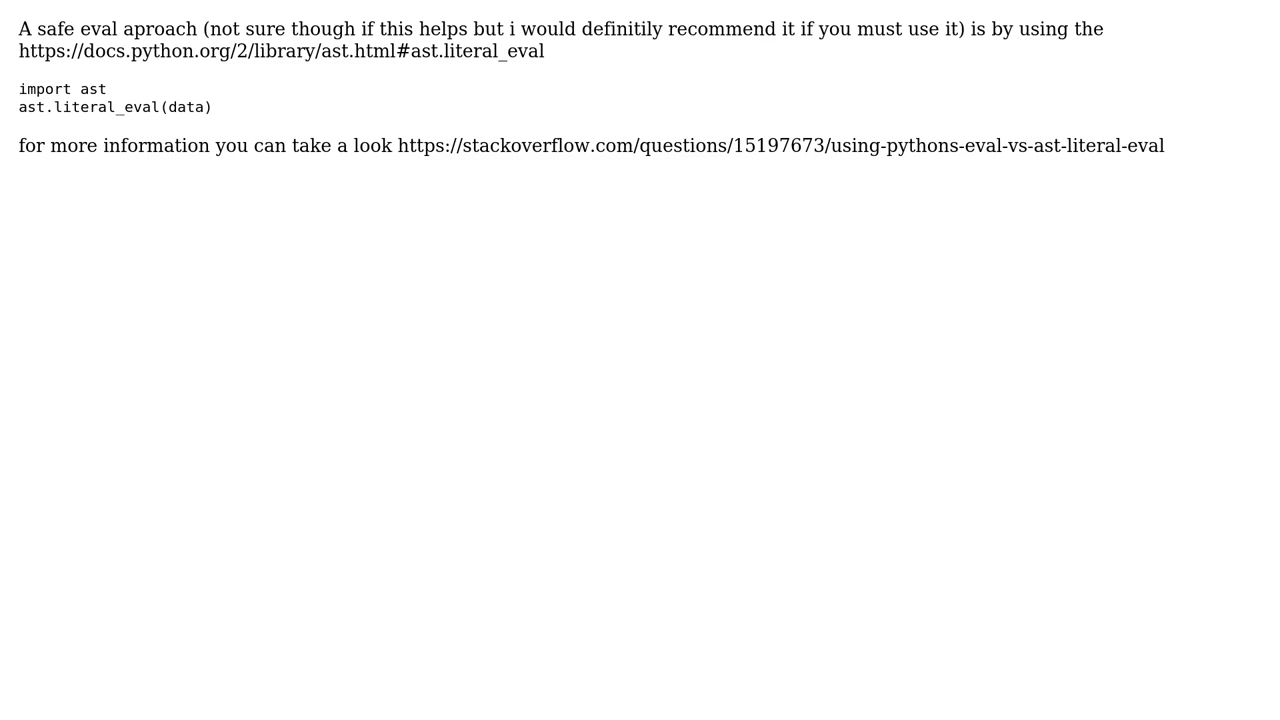 A safe eval aproach (not sure though if this helps but i would definitily recommend it if you must use it) is by using the
https://docs.python.org/2/library/ast.html#ast.literal_eval
import ast
ast.literal_eval(data)
for more information you can take a look https://stackoverflow.com/questions/15197673/using-pythons-eval-vs-ast-literal-eval